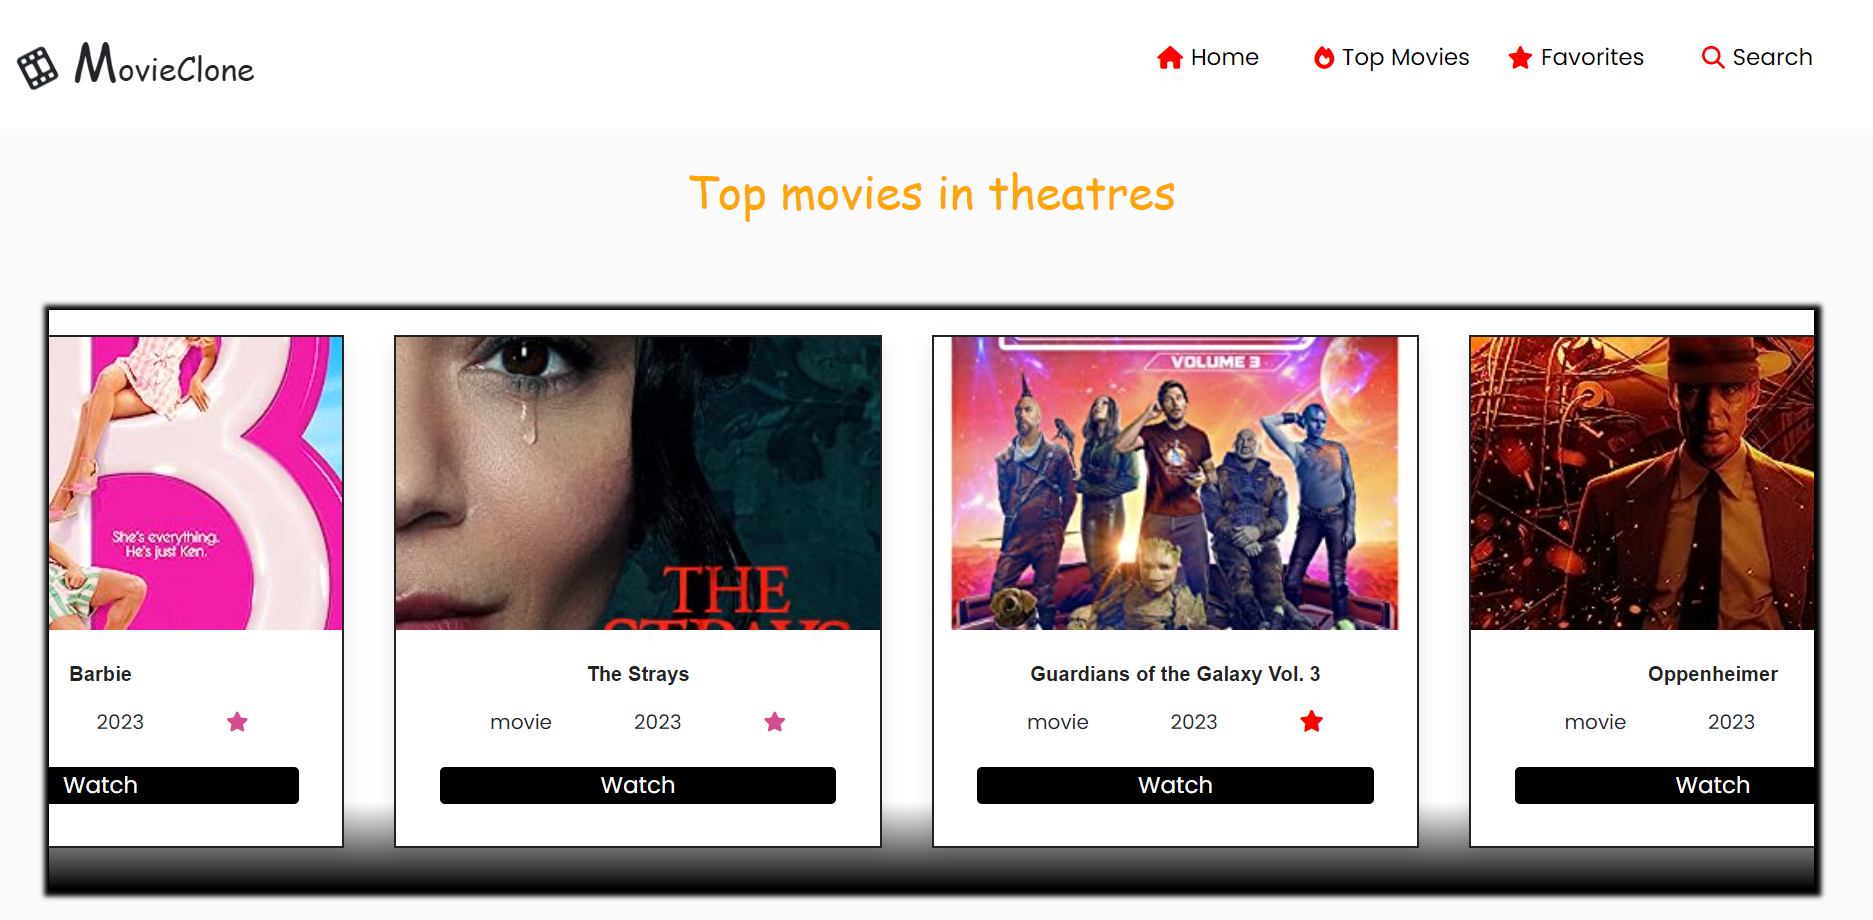 MovieClone
Home
Top Movies
Favorites
Search
Top movies in theatres
She's everything.
He's just Ken.
Barbie
2023
Watch
THE
STRAYS
The Strays
movie 2023
Watch
VOLUME 3
Guardians of the Galaxy Vol. 3
movie 2023
Watch
Oppenheimer
movie 2023
Watch